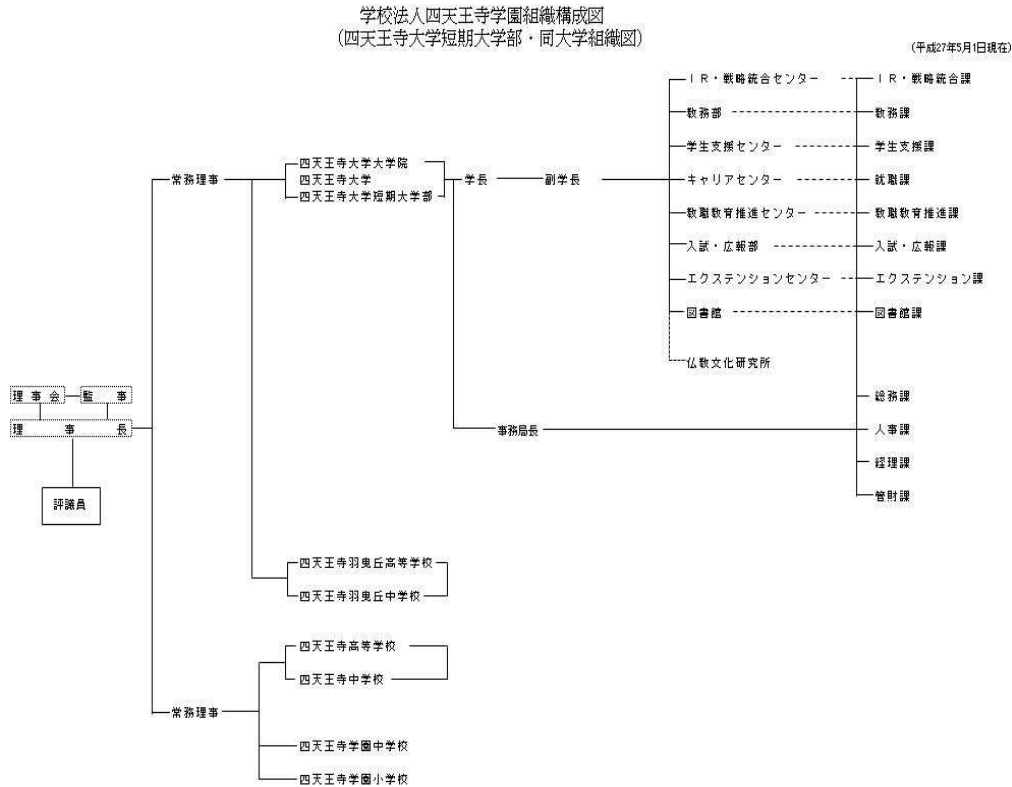 学校法人四天王寺学園組織構成図
(四天王寺大学短期大学部・同大学組織図)
(平成27年5月1日現在)
IR・戦略統合センター
IR・戦略統合課
教務部
教務課
学生支援センター
学生支援課
常務理事
四天王寺大学大学院
四天王寺大学
四天王寺大学短期大学部
学長
副学長
キャリアセンター
就職課
教職教育推進センター
教職教育推進課
入試・広報部
入試・広報課
エクステンションセンター
エクステンション課
図書館
図書館課
仏教文化研究所
理事会
監事
総務課
理事長
事務局長
人事課
経理課
評議員
管財課
四天王寺羽曳丘高等学校
四天王寺羽曳丘中学校
四天王寺高等学校
四天王寺中学校
常務理事
四天王寺学園中学校
四天王寺学園小学校